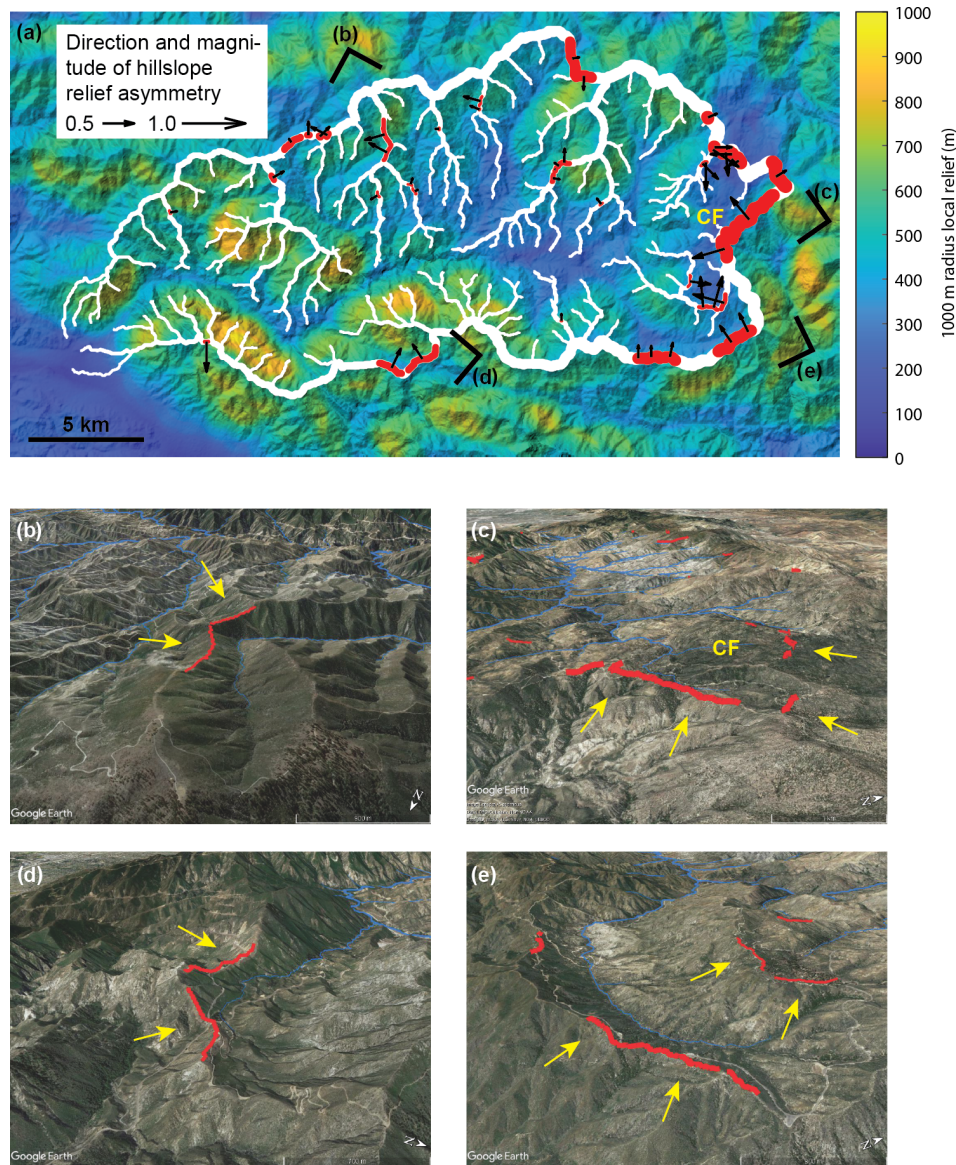 (a)
Direction and magni-
tude of hillslope
relief asymmetry
0.5 1.0
(b)
CF
(c)
(d)
(e)
5 km
1000
900
800
700
600
500
400
300
200
100
0
1000 m radius local relief (m)
(b)
Google Earth
N
(c)
CF
Google Earth
N
(d)
Google Earth
N
(e)
Google Earth
N